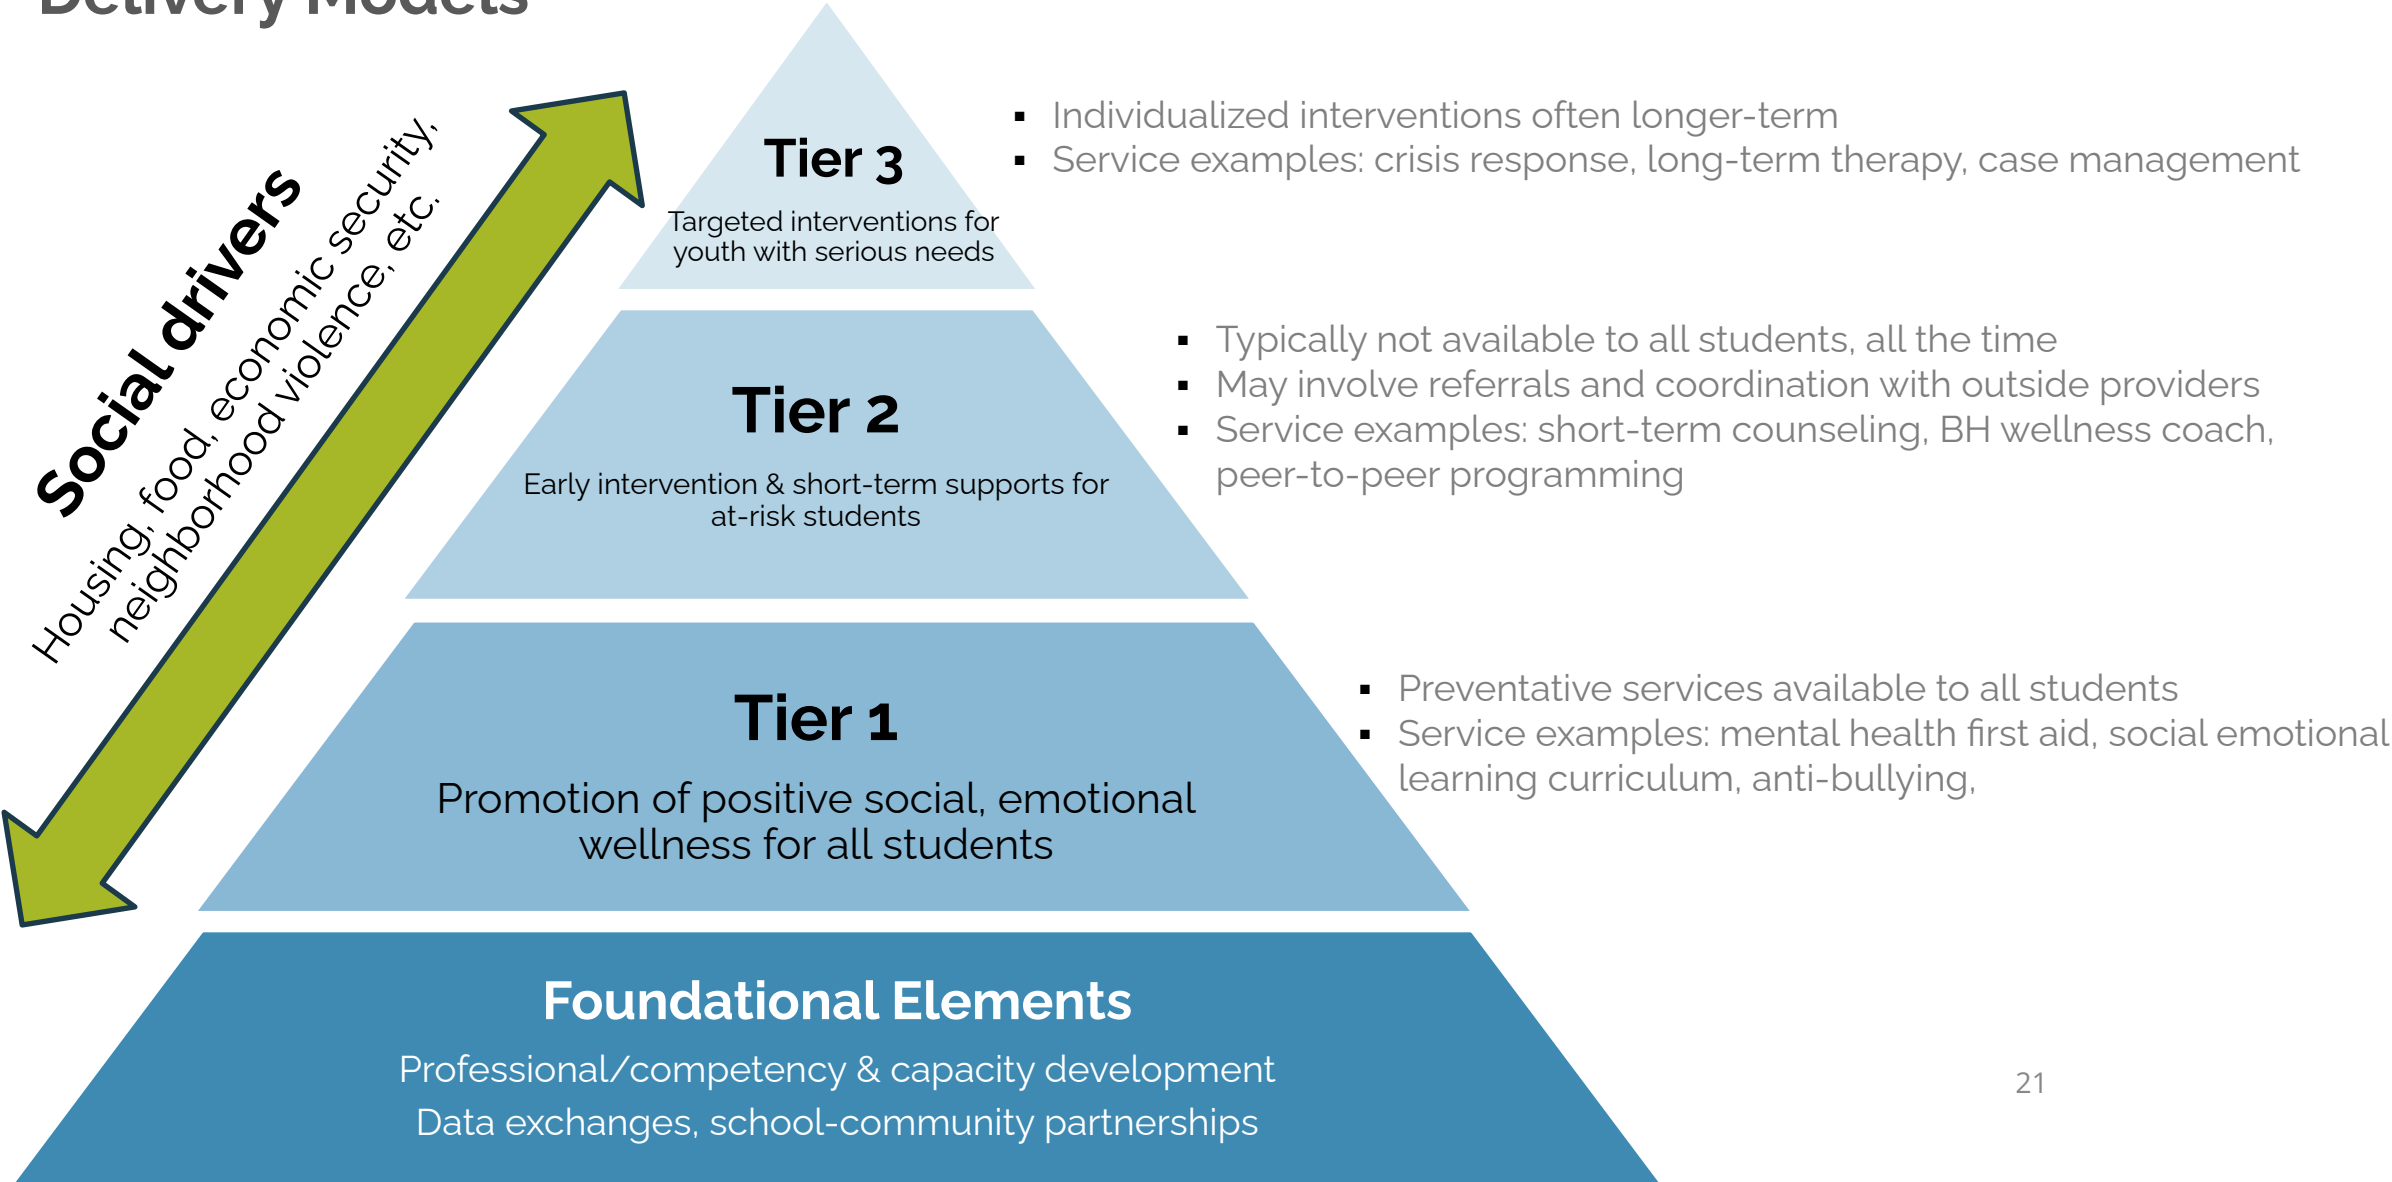 Delivery Models
Social drivers
Housing, food, economic security,
neighborhood violence, etc.
Tier 3
Targeted interventions for
youth with serious needs
▪ Individualized interventions often longer-term
▪ Service examples: crisis response, long-term therapy, case management
Tier 2
Early intervention & short-term supports for
at-risk students
▪ Typically not available to all students, all the time
▪ May involve referrals and coordination with outside providers
▪ Service examples: short-term counseling, BH wellness coach,
peer-to-peer programming
Tier 1
Promotion of positive social, emotional
wellness for all students
▪ Preventative services available to all students
▪ Service examples: mental health first aid, social emotional
learning curriculum, anti-bullying,
Foundational Elements
Professional/competency & capacity development
Data exchanges, school-community partnerships
21